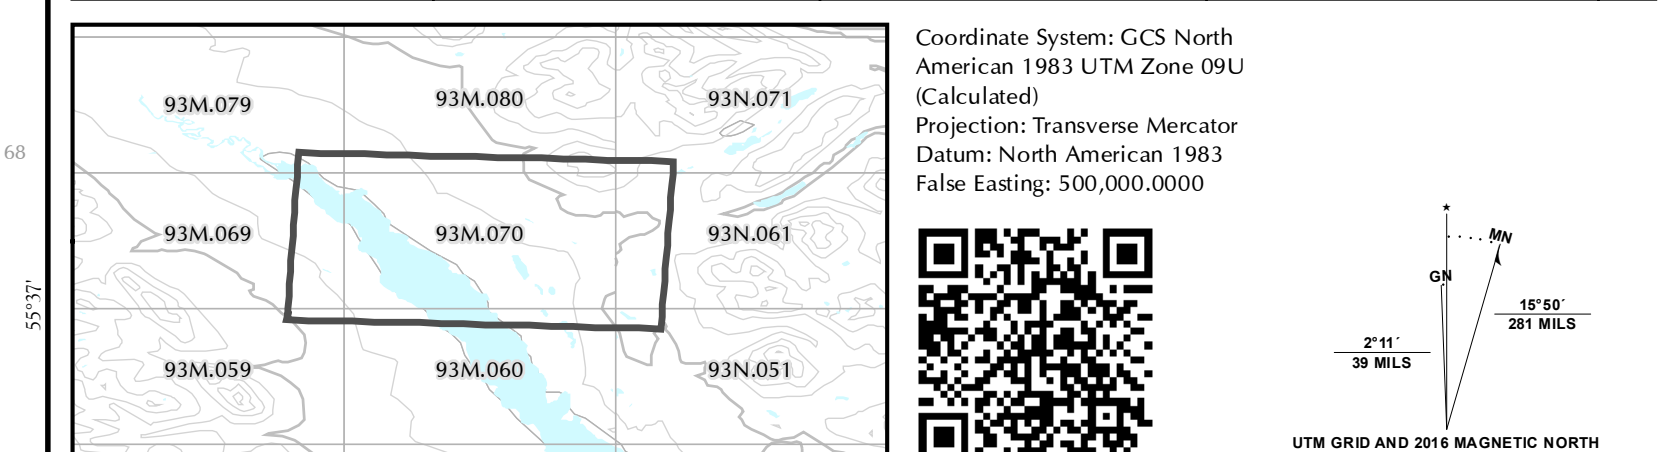 68
55°37'
93M.079
93M.080
93N.071
93M.069
93M.070
93N.061
93M.059
93M.060
93N.051
Coordinate System: GCS North
American 1983 UTM Zone 09U
(Calculated)
Projection: Transverse Mercator
Datum: North American 1983
False Easting: 500,000.0000
MN
GN
15°50´
281 MILS
2°11´
39 MILS
UTM GRID AND 2016 MAGNETIC NORTH